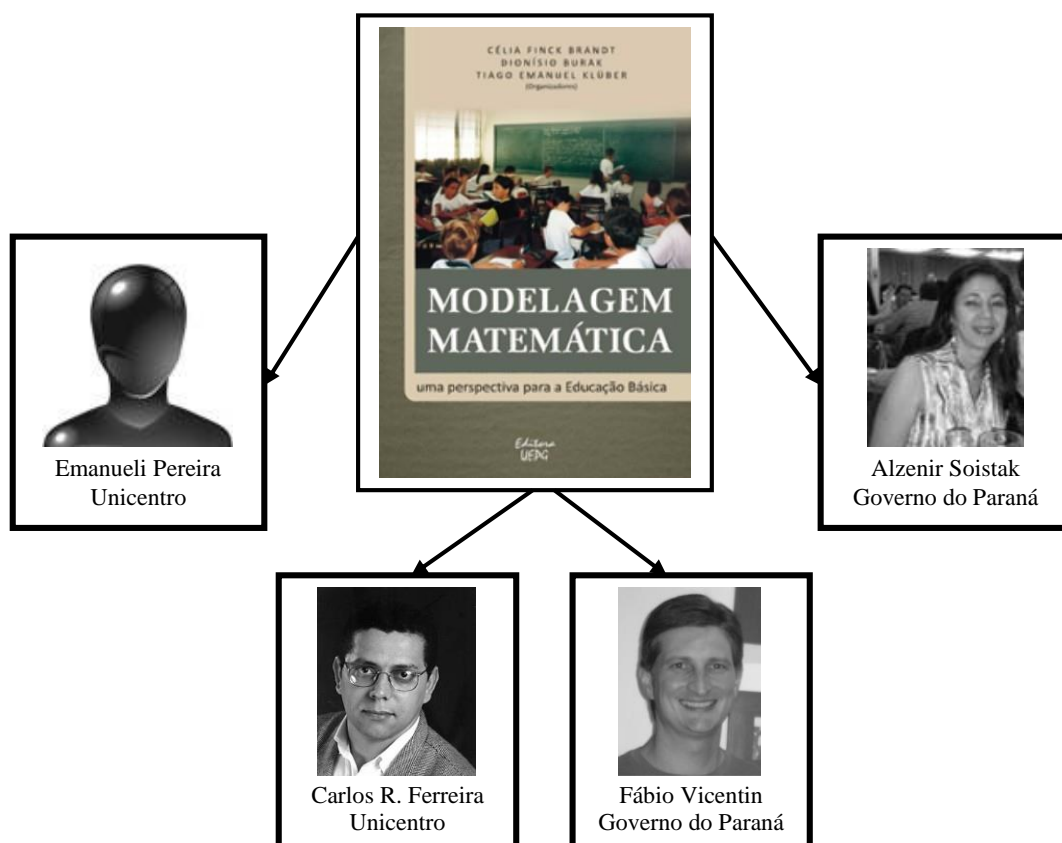 CÉLIA FINCK BRANDT
DIONÍSIO BURAK
TIAGO EMANUEL KLÜBER
(Organizadores)
MODELAGEM
MATEMÁTICA
uma perspectiva para a Educação Básica
Editora
UEPG
Emanueli Pereira
Unicentro
Alzenir Soistak
Governo do Paraná
Carlos R. Ferreira
Unicentro
Fábio Vicentin
Governo do Paraná